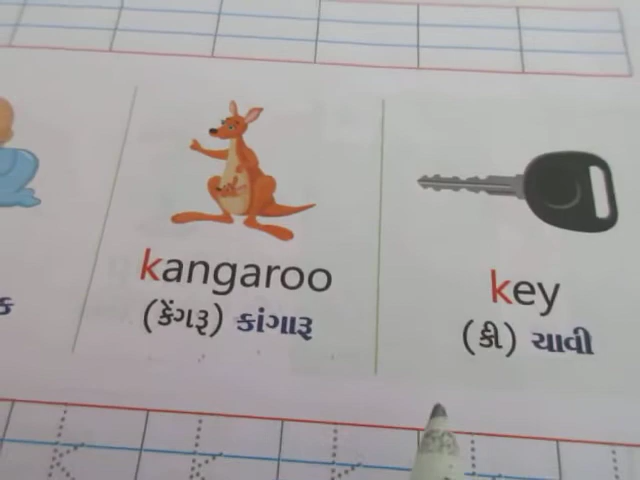 kangaroo
(કેંગરૂ) કાંગારૂ
key
(કી) ચાવી
k k k k